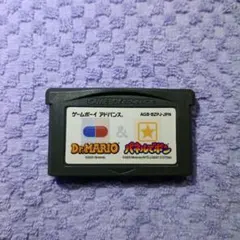 GAME BOY ADVANCE
ゲームボーイ アドバンス
AGB-BZPJ-JPN
Dr.MARIO & パネルでポン